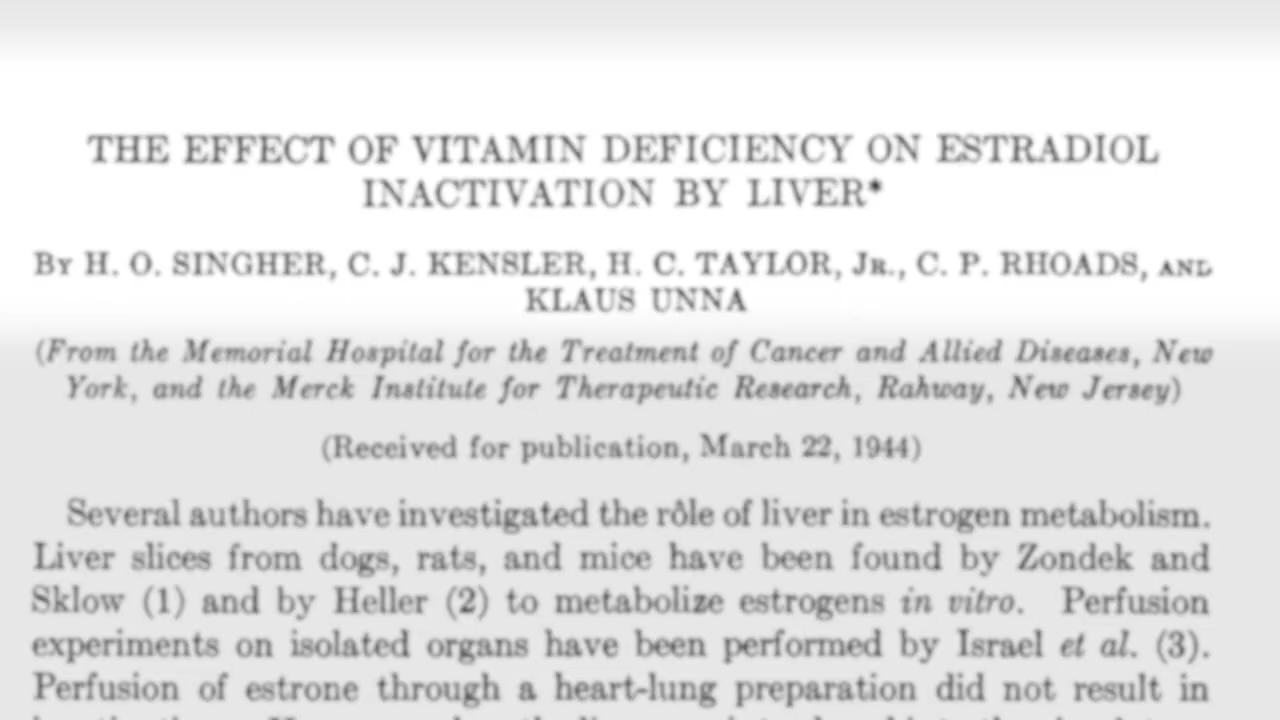 THE EFFECT OF VITAMIN DEFICIENCY ON ESTRADIOL
INACTIVATION BY LIVER*
By H. O. SINGHER, C. J. KENSLER, H. C. TAYLOR, Jr., C. P. RHOADS, AND
KLAUS UNNA
(From the Memorial Hospital for the Treatment of Cancer and Allied Diseases, New
York, and the Merck Institute for Therapeutic Research, Rahway, New Jersey)
(Received for publication, March 22, 1944)
Several authors have investigated the rôle of liver in estrogen metabolism.
Liver slices from dogs, rats, and mice have been found by Zondek and
Sklow (1) and by Heller (2) to metabolize estrogens in vitro. Perfusion
experiments on isolated organs have been performed by Israel et al. (3).
Perfusion of estrone through a heart-lung preparation did not result in